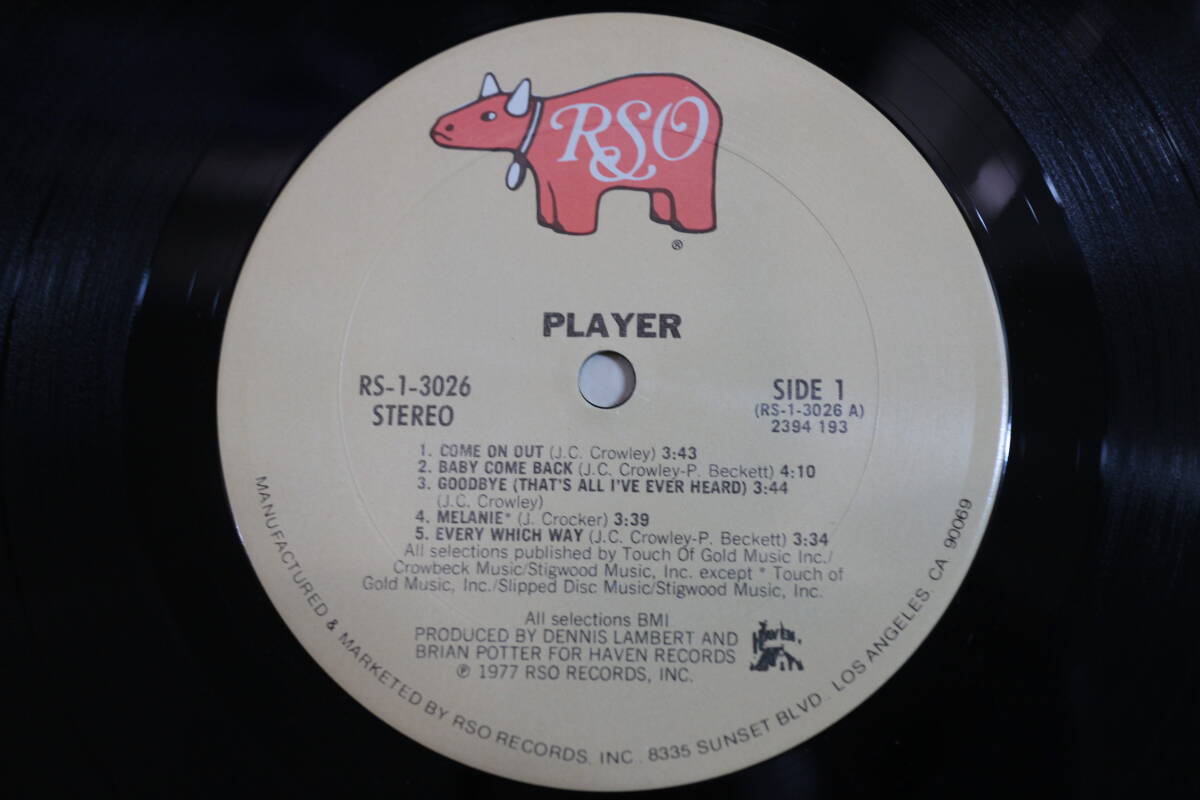 RSO
®
PLAYER
RS-1-3026
STEREO
SIDE 1
(RS-1-3026 A)
2394 193
1. COME ON OUT (J.C. Crowley) 3:43
2. BABY COME BACK (J.C. Crowley-P. Beckett) 4:10
3. GOODBYE (THAT'S ALL I'VE EVER HEARD) 3:44
(J.C. Crowley)
4. MELANIE* (J. Crocker) 3:39
5. EVERY WHICH WAY (J.C. Crowley-P. Beckett) 3:34
All selections published by Touch Of Gold Music Inc./
Crowbeck Music/Stigwood Music, Inc. except * Touch of
Gold Music, Inc./Slipped Disc Music/Stigwood Music, Inc.
All selections BMI
PRODUCED BY DENNIS LAMBERT AND
BRIAN POTTER FOR HAVEN RECORDS
℗ 1977 RSO RECORDS, INC.
HAVEN
MANUFACTURED & MARKETED BY RSO RECORDS, INC. 8335 SUNSET BLVD., LOS ANGELES, CA 90069